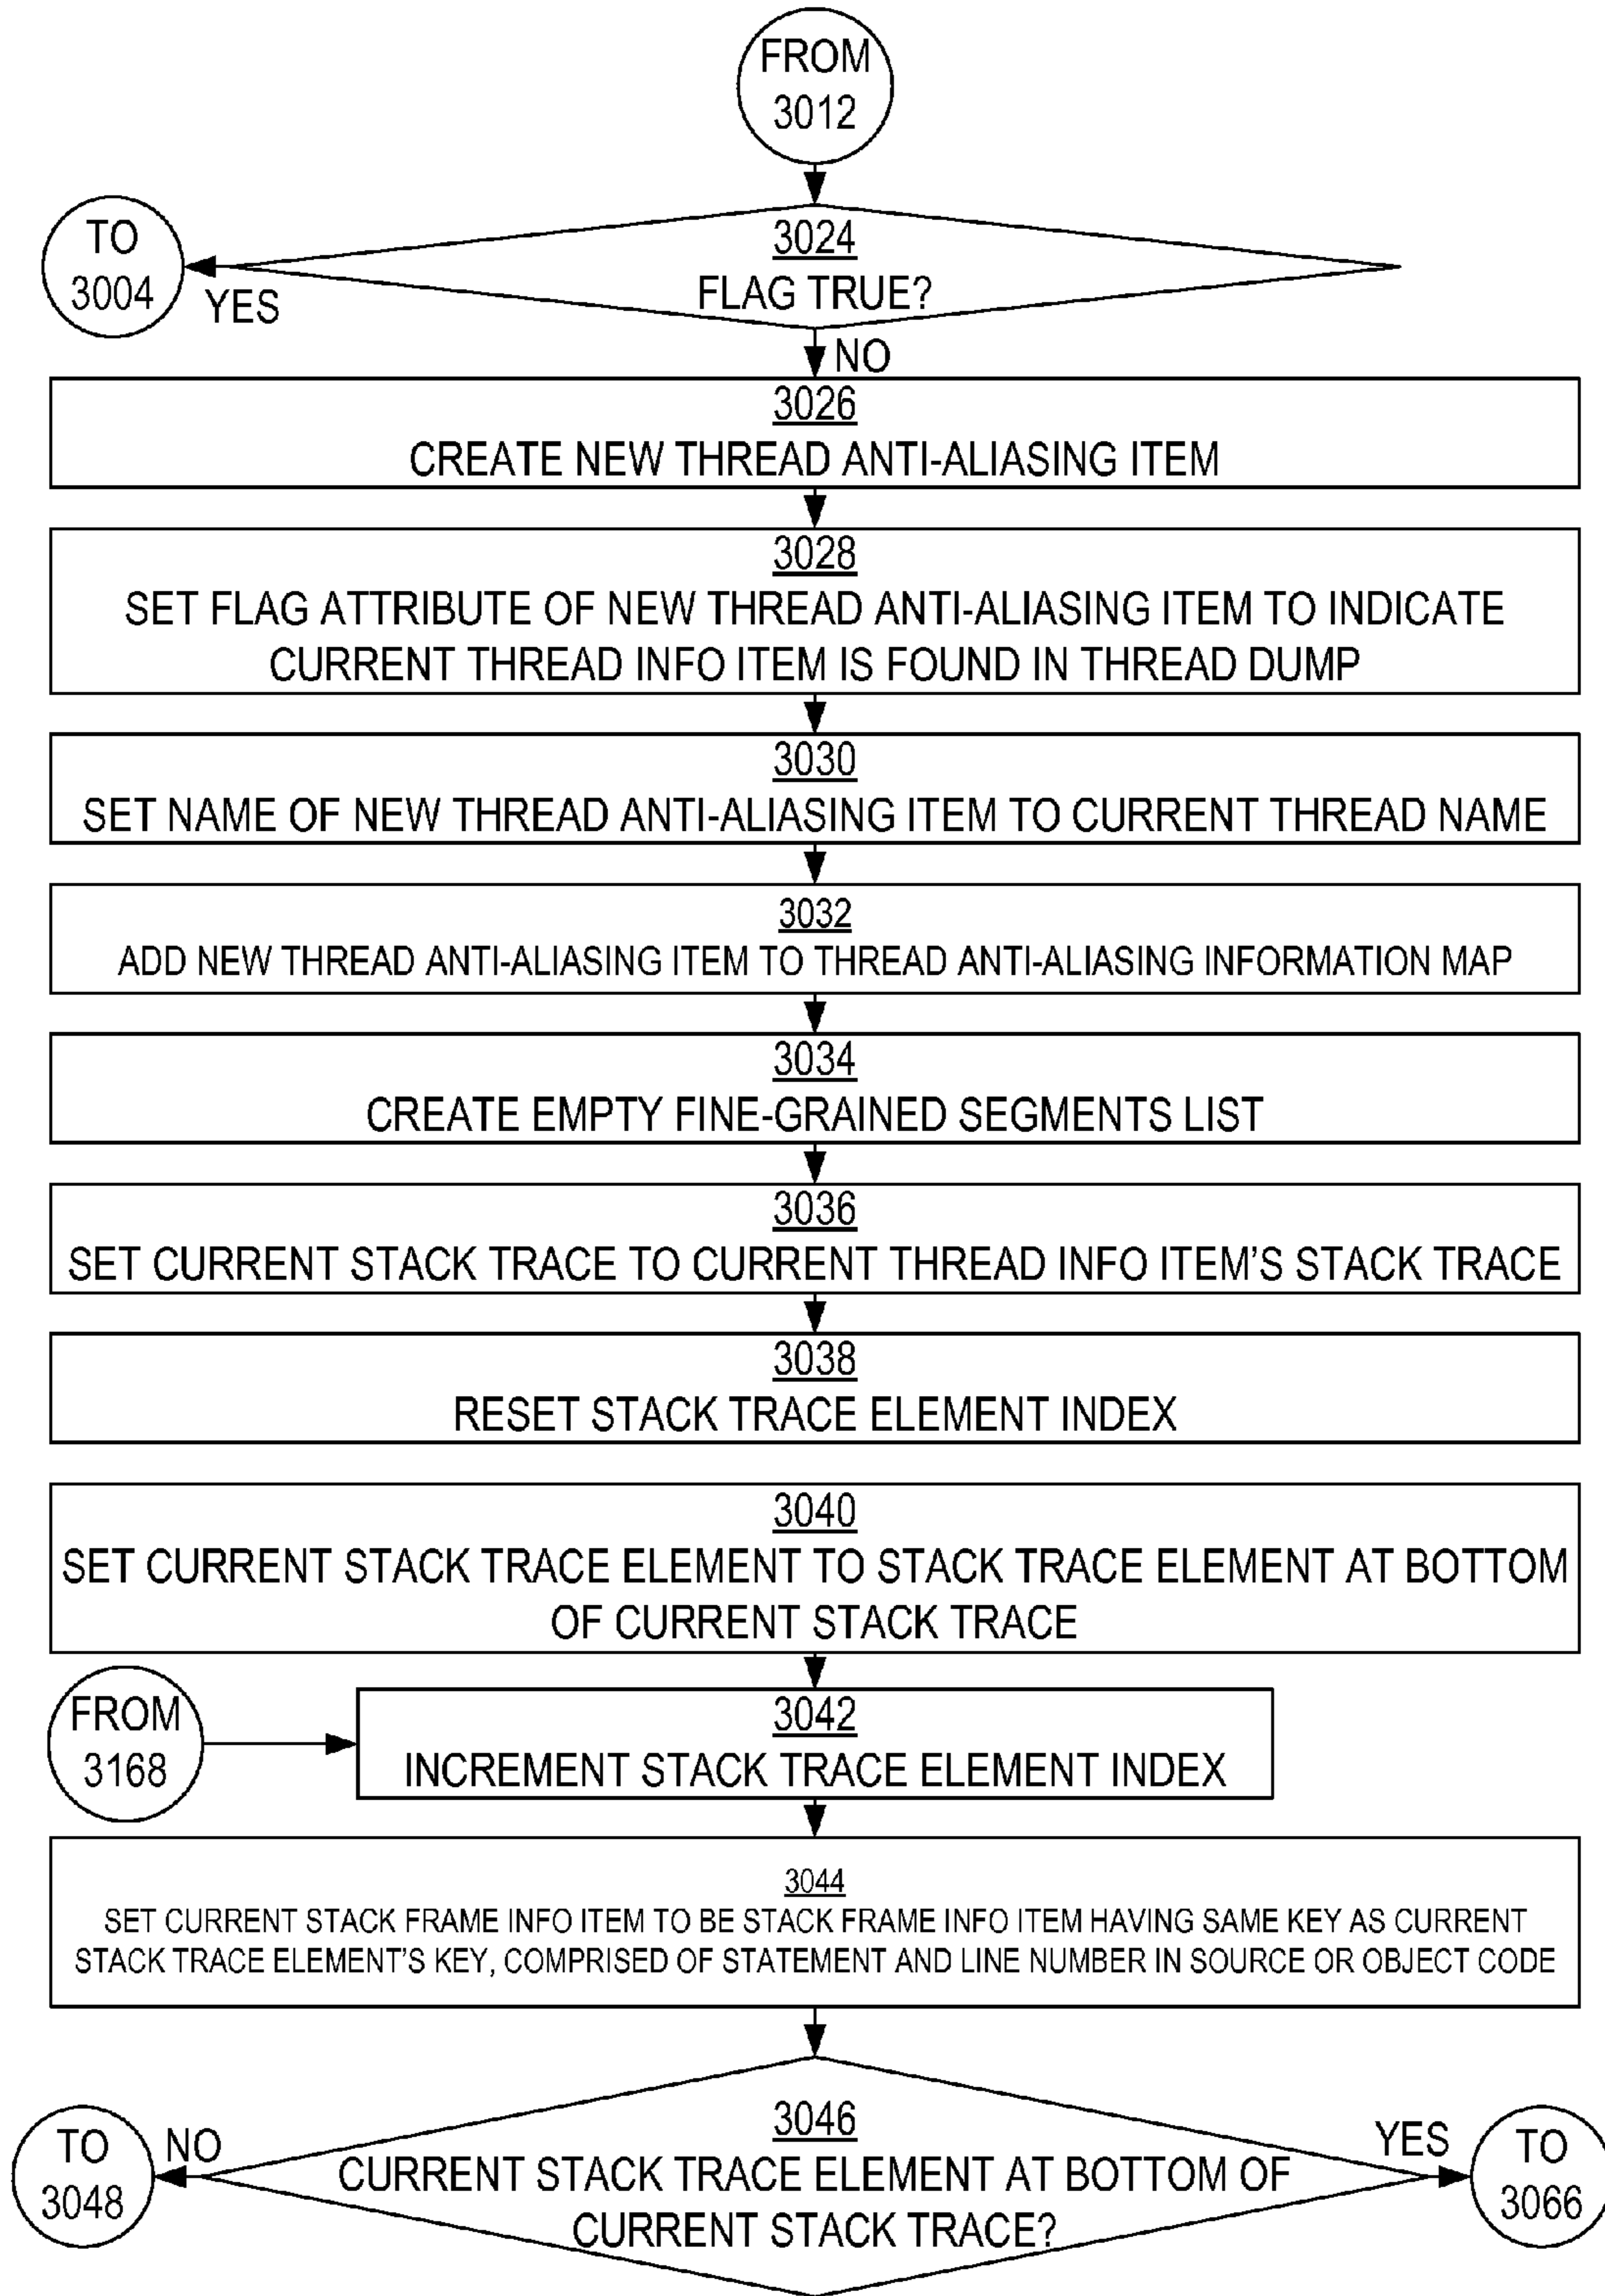 FROM
3012
TO
3004
YES
3024
FLAG TRUE?
NO
3026
CREATE NEW THREAD ANTI-ALIASING ITEM
3028
SET FLAG ATTRIBUTE OF NEW THREAD ANTI-ALIASING ITEM TO INDICATE
CURRENT THREAD INFO ITEM IS FOUND IN THREAD DUMP
3030
SET NAME OF NEW THREAD ANTI-ALIASING ITEM TO CURRENT THREAD NAME
3032
ADD NEW THREAD ANTI-ALIASING ITEM TO THREAD ANTI-ALIASING INFORMATION MAP
3034
CREATE EMPTY FINE-GRAINED SEGMENTS LIST
3036
SET CURRENT STACK TRACE TO CURRENT THREAD INFO ITEM'S STACK TRACE
3038
RESET STACK TRACE ELEMENT INDEX
3040
SET CURRENT STACK TRACE ELEMENT TO STACK TRACE ELEMENT AT BOTTOM
OF CURRENT STACK TRACE
FROM
3168
3042
INCREMENT STACK TRACE ELEMENT INDEX
3044
SET CURRENT STACK FRAME INFO ITEM TO BE STACK FRAME INFO ITEM HAVING SAME KEY AS CURRENT
STACK TRACE ELEMENT'S KEY, COMPRISED OF STATEMENT AND LINE NUMBER IN SOURCE OR OBJECT CODE
TO
3048
NO
3046
CURRENT STACK TRACE ELEMENT AT BOTTOM OF
CURRENT STACK TRACE?
YES
TO
3066